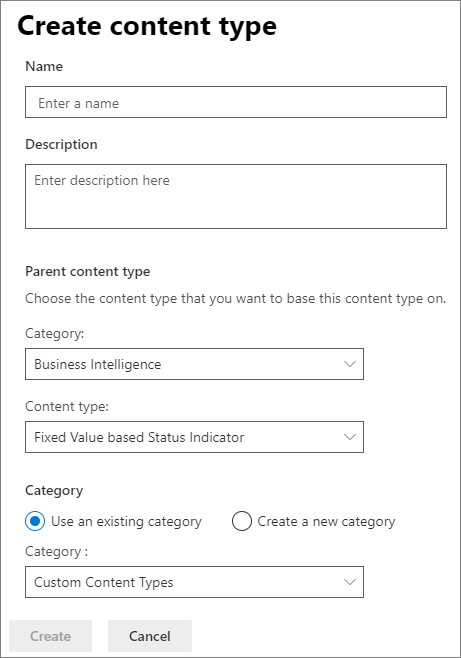 Create content type
Name
Enter a name
Description
Enter description here
Parent content type
Choose the content type that you want to base this content type on.
Category:
Business Intelligence
Content type:
Fixed Value based Status Indicator
Category
Use an existing category Create a new category
Category :
Custom Content Types
Create Cancel